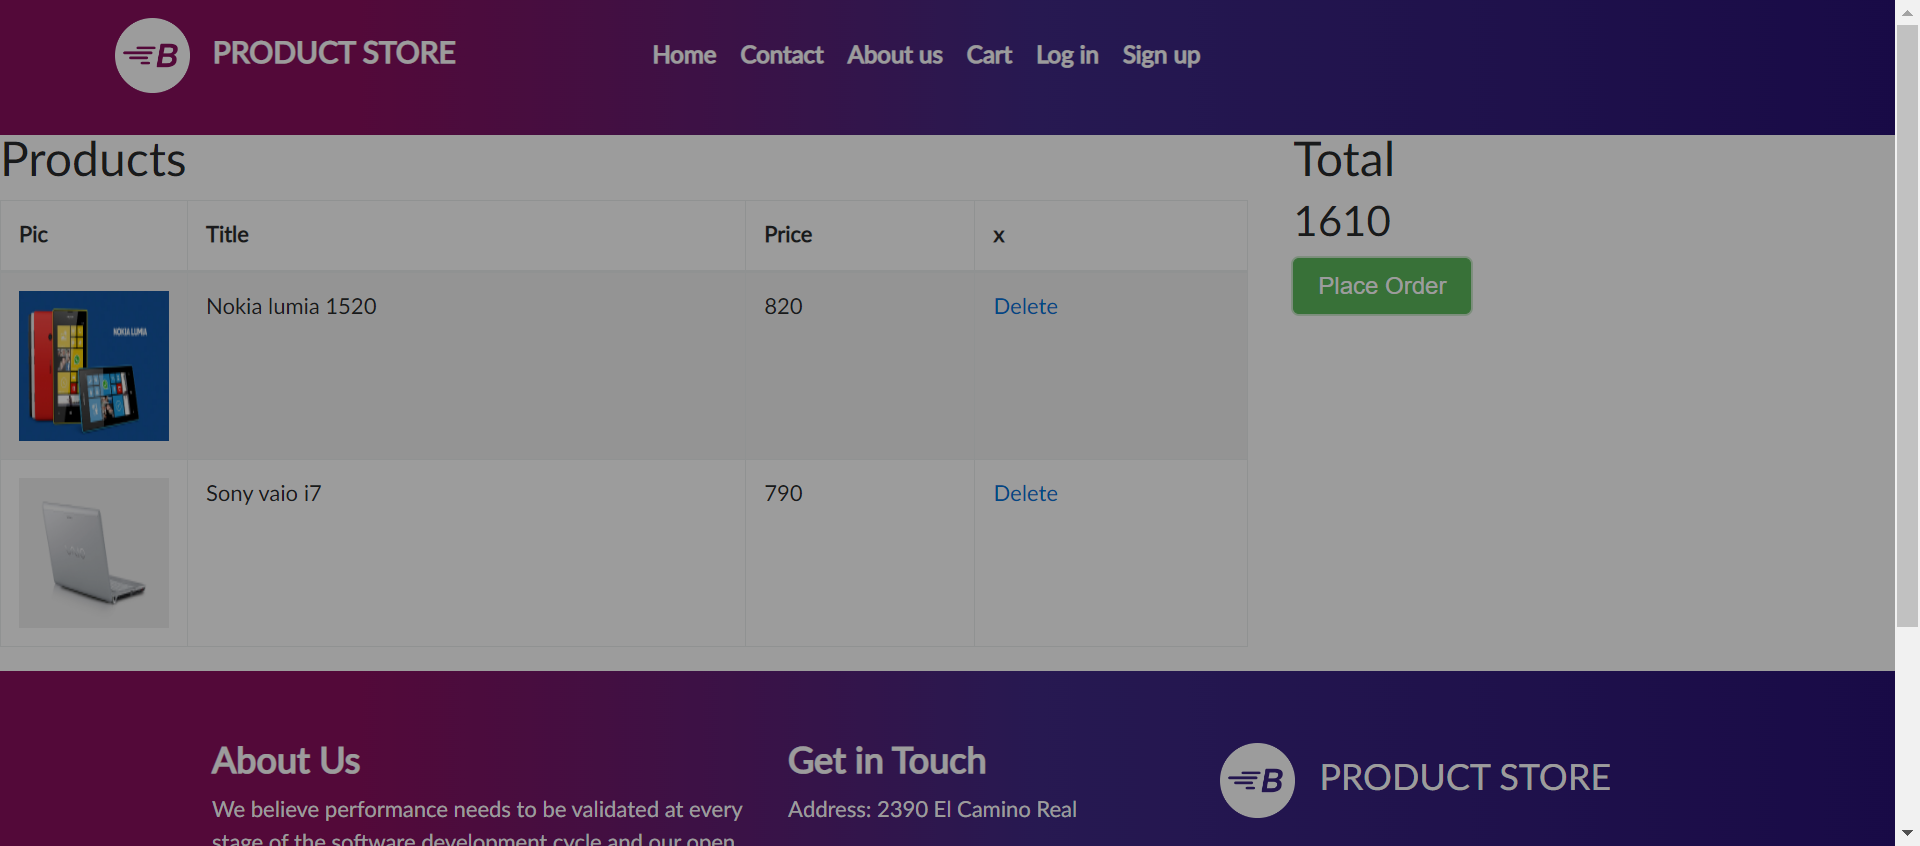 B PRODUCT STORE
Home Contact About us Cart Log in Sign up
Products
Total
1610
Place Order
Pic Title Price x
NOKIA LUMIA
Nokia lumia 1520 820 Delete
VAIO
Sony vaio i7 790 Delete
About Us
We believe performance needs to be validated at every
stage of the software development cycle and our open
Get in Touch
Address: 2390 El Camino Real
B PRODUCT STORE